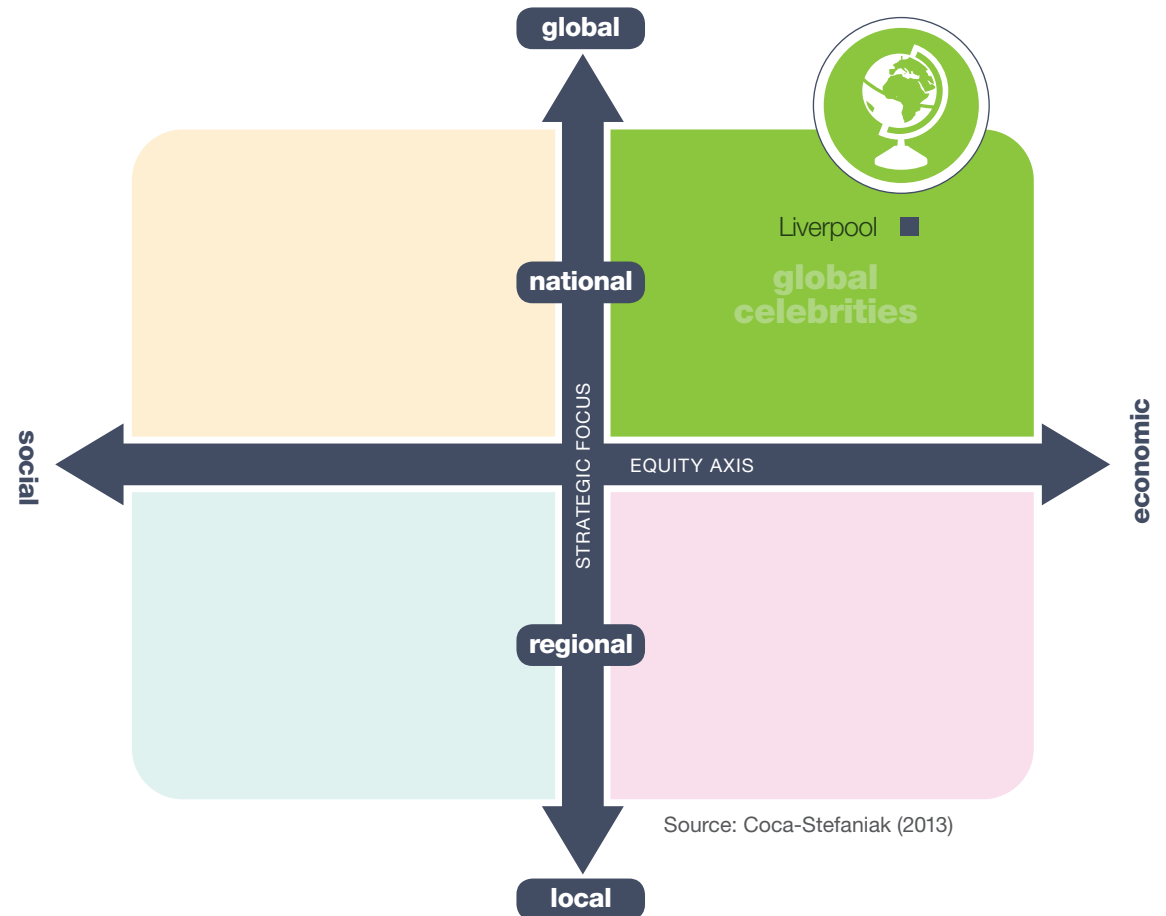 global
Liverpool
national
global
celebrities
STRATEGIC FOCUS
social
EQUITY AXIS
economic
regional
Source: Coca-Stefaniak (2013)
local